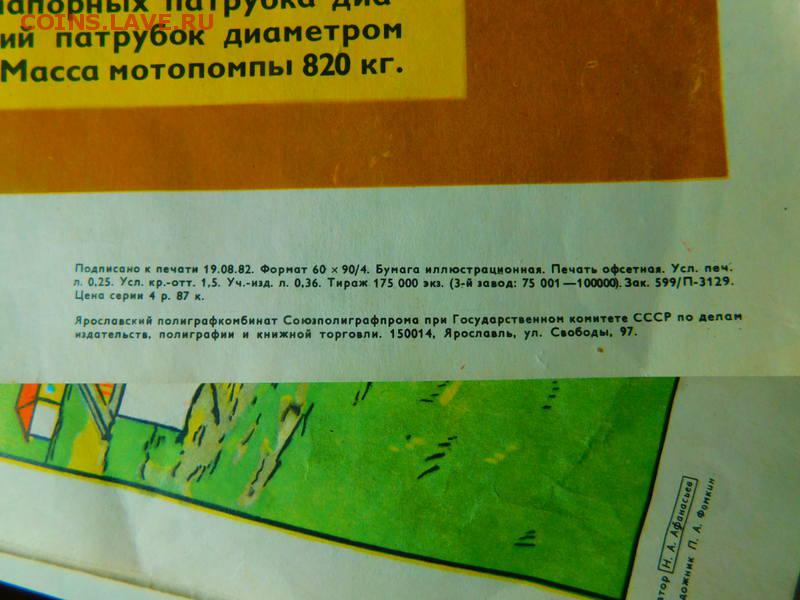 COINS.LAVE.RU
патрубка диа
ий патрубок диаметром
Масса мотопомпы 820 кг.
Подписано к печати 19.08.82. Формат 60 × 90/4. Бумага иллюстрационная. Печать офсетная. Усл. печ.
л. 0,25. Усл. кр.-отт. 1,5. Уч.-изд. л. 0,36. Тираж 175 000 экз. (3-й завод: 75 001—100000). Зак. 599/П-3129.
Цена серии 4 р. 87 к.
Ярославский полиграфкомбинат Союзполиграфпрома при Государственном комитете СССР по делам
издательств, полиграфии и книжной торговли. 150014, Ярославль, ул. Свободы, 97.
тор Н. А. Афанасьев
дожник П. А. Фомкин